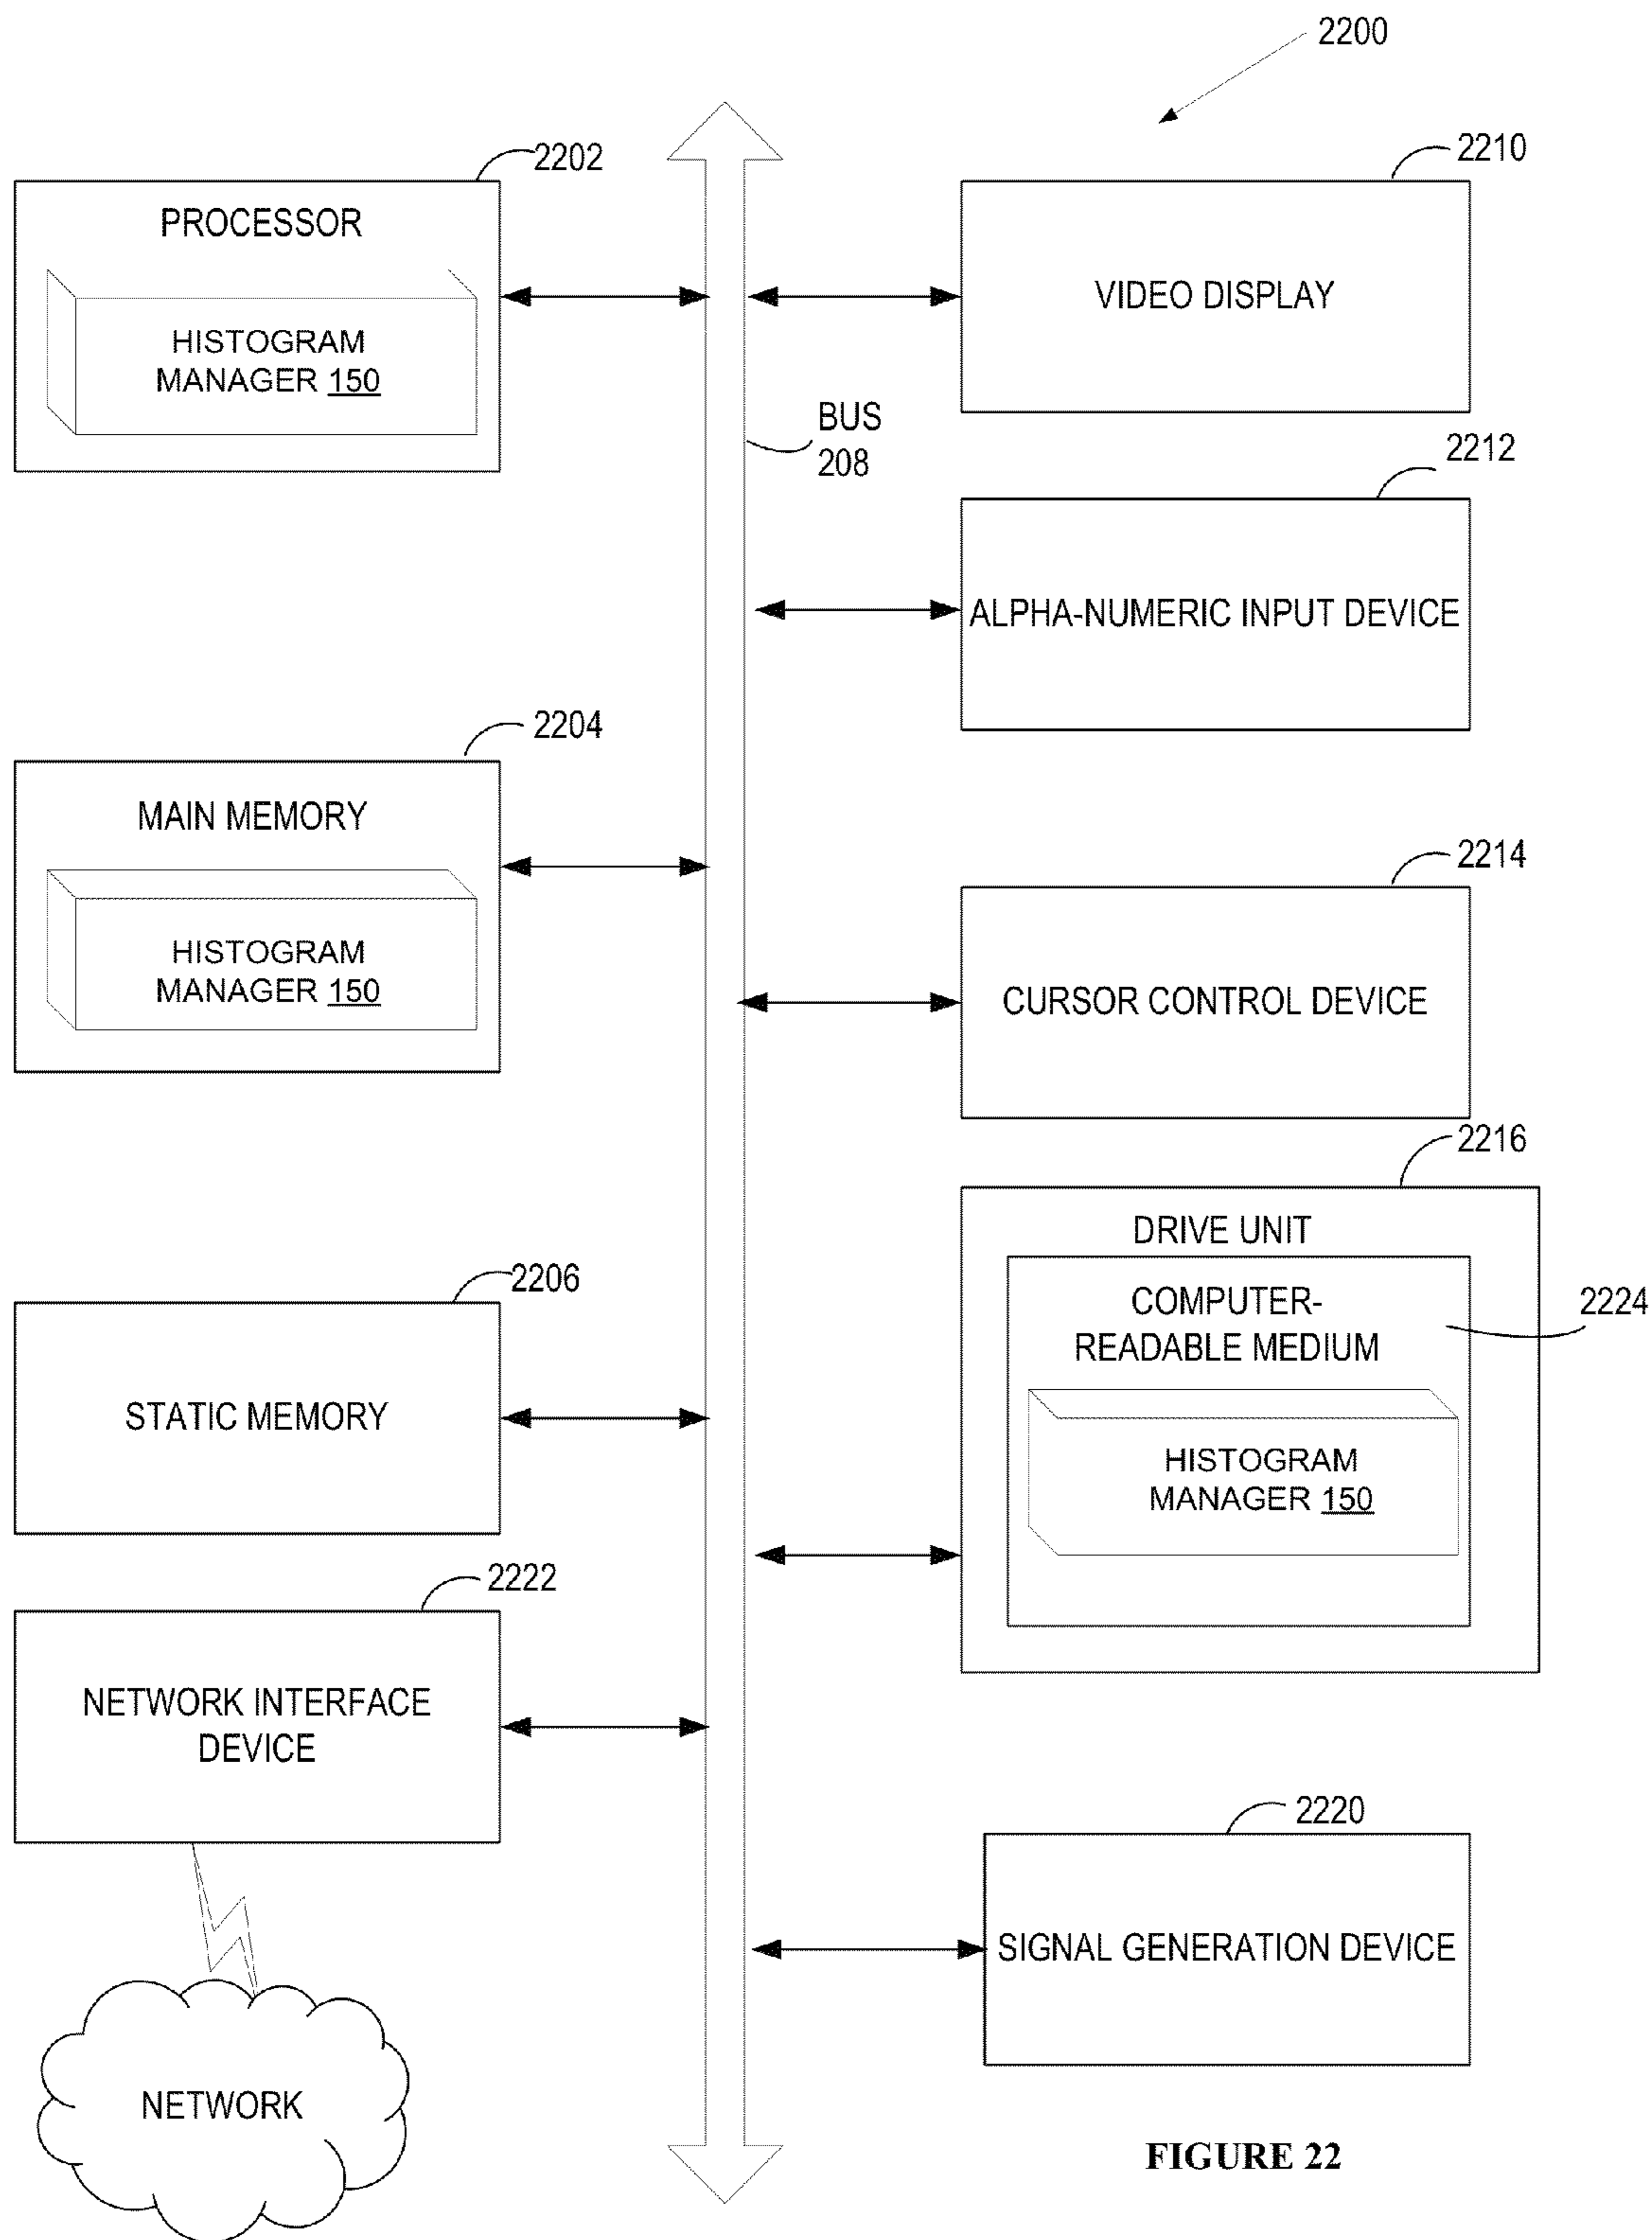 2200
2202
PROCESSOR
HISTOGRAM
MANAGER 150
2210
VIDEO DISPLAY
BUS
208
2212
ALPHA-NUMERIC INPUT DEVICE
2204
MAIN MEMORY
HISTOGRAM
MANAGER 150
2214
CURSOR CONTROL DEVICE
2216
DRIVE UNIT
COMPUTER-
READABLE MEDIUM
2224
HISTOGRAM
MANAGER 150
2206
STATIC MEMORY
2222
NETWORK INTERFACE
DEVICE
2220
SIGNAL GENERATION DEVICE
NETWORK
FIGURE 22